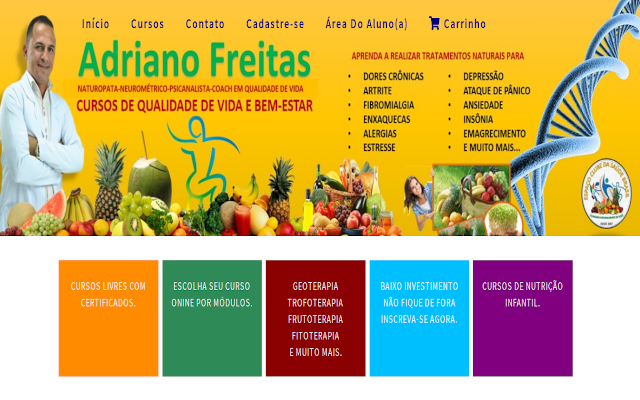 Início Cursos Contato Cadastre-se Área Do Aluno(a) Carrinho
Adriano Freitas
NATUROPATA-NEUROMÉTRICO-PSICANALISTA-COACH EM QUALIDADE DE VIDA
CURSOS DE QUALIDADE DE VIDA E BEM-ESTAR
APRENDA A REALIZAR TRATAMENTOS NATURAIS PARA
• DORES CRÔNICAS
• ARTRITE
• FIBROMIALGIA
• ENXAQUECAS
• ALERGIAS
• ESTRESSE
• DEPRESSÃO
• ATAQUE DE PÂNICO
• ANSIEDADE
• INSÔNIA
• EMAGRECIMENTO
• E MUITO MAIS...
CURSOS LIVRES COM
CERTIFICADOS.
ESCOLHA SEU CURSO
ONINE POR MÓDULOS.
GEOTERAPIA
TROFOTERAPIA
FRUTOTERAPIA
FITOTERAPIA
E MUITO MAIS.
BAIXO INVESTIMENTO
NÃO FIQUE DE FORA
INSCREVA-SE AGORA.
CURSOS DE NUTRIÇÃO
INFANTIL.